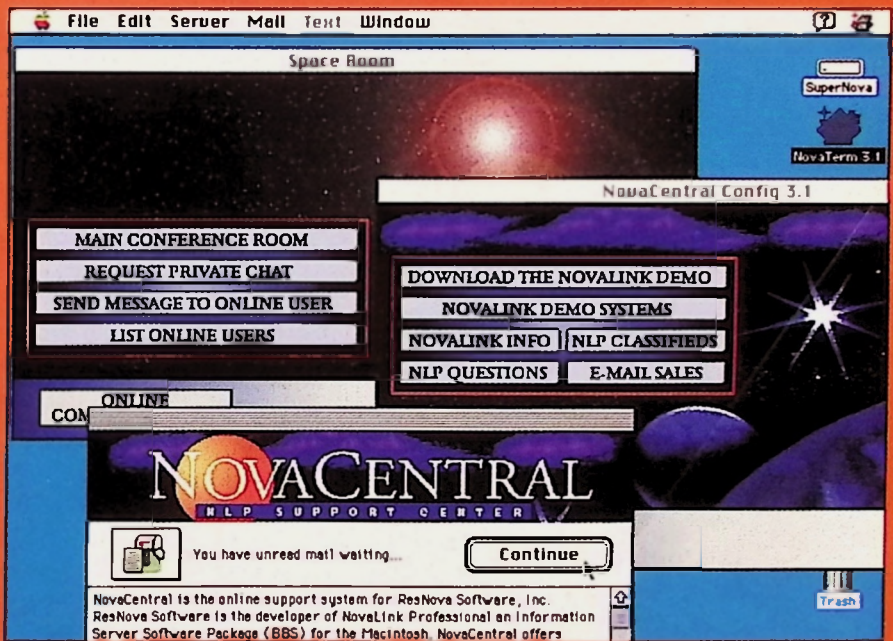 File Edit Server Mail Text Window
Space Room
SuperNova
NovaTerm 3.1
NovaCentral Config 3.1
MAIN CONFERENCE ROOM
REQUEST PRIVATE CHAT
SEND MESSAGE TO ONLINE USER
LIST ONLINE USERS
DOWNLOAD THE NOVALINK DEMO
NOVALINK DEMO SYSTEMS
NOVALINK INFO NLP CLASSIFIEDS
NLP QUESTIONS E-MAIL SALES
ONLINE
COM
NOVACENTRAL
NLP SUPPORT CENTER
You have unread mail waiting...
Continue
NovaCentral is the online support system for ResNova Software, Inc.
ResNova Software is the developer of NovaLink Professional an Information
Server Software Package (BBS) for the Macintosh. NovaCentral offers
Trash